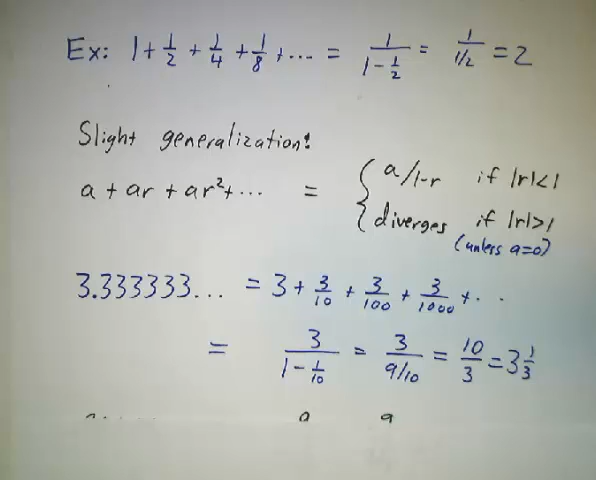 Ex: 1 + 1/2 + 1/4 + 1/8 + ... = 1/(1 - 1/2) = 1/(1/2) = 2
Slight generalization:
a + ar + ar² + ... = { a/1-r if |r|<1
diverges if |r|>1
(unless a=0)
3.333333... = 3 + 3/10 + 3/100 + 3/1000 + ...
= 3/(1 - 1/10) = 3/(9/10) = 10/3 = 3 1/3